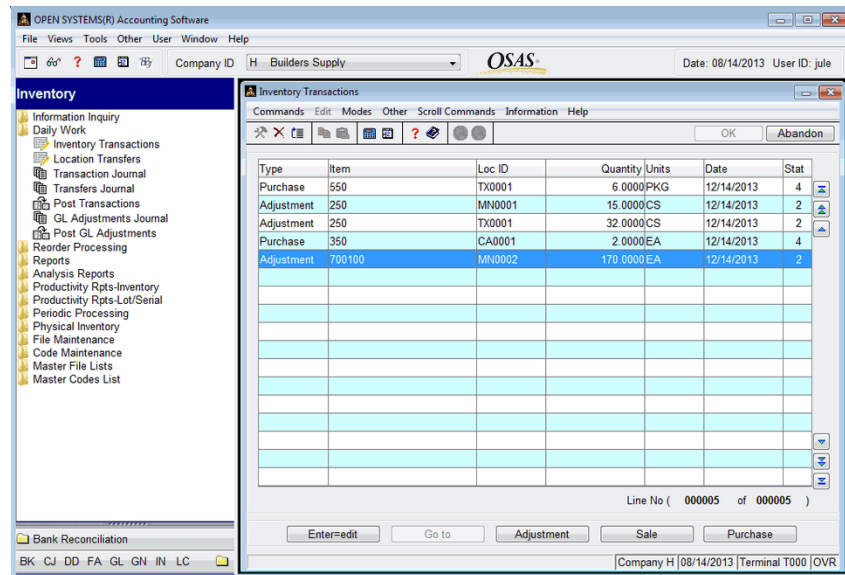 OPEN SYSTEMS(R) Accounting Software
File Views Tools Other User Window Help
Company ID H Builders Supply OSAS Date: 08/14/2013 User ID: jule
Inventory
Information Inquiry
Daily Work
Inventory Transactions
Location Transfers
Transaction Journal
Transfers Journal
Post Transactions
GL Adjustments Journal
Post GL Adjustments
Reorder Processing
Reports
Analysis Reports
Productivity Rpts-Inventory
Productivity Rpts-Lot/Serial
Periodic Processing
Physical Inventory
File Maintenance
Code Maintenance
Master File Lists
Master Codes List
Bank Reconciliation
BK CJ DD FA GL GN IN LC
Inventory Transactions
Commands Edit Modes Other Scroll Commands Information Help
OK Abandon
Type Item Loc ID Quantity Units Date Stat
Purchase 550 TX0001 6.0000 PKG 12/14/2013 4
Adjustment 250 MN0001 15.0000 CS 12/14/2013 2
Adjustment 250 TX0001 32.0000 CS 12/14/2013 2
Purchase 350 CA0001 2.0000 EA 12/14/2013 4
Adjustment 700100 MN0002 170.0000 EA 12/14/2013 2
Line No ( 000005 of 000005 )
Enter=edit Go to Adjustment Sale Purchase
Company H 08/14/2013 Terminal T000 OVR